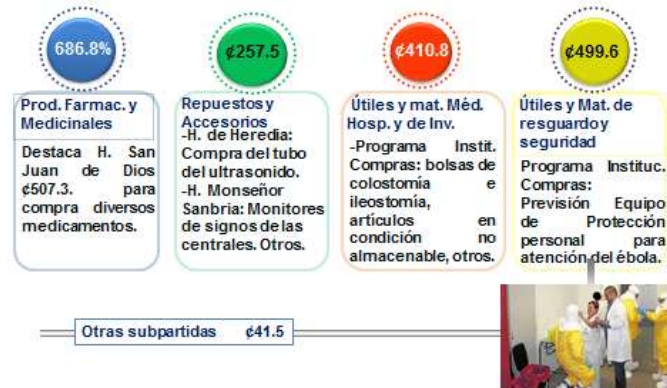 686.8%
¢257.5
¢410.8
¢499.6
Prod. Farmac. y
Medicinales
Destaca H. San
Juan de Dios
¢507.3. para
compra diversos
medicamentos.
Repuestos y
Accesorios
-H. de Heredia:
Compra del tubo
del ultrasonido.
-H. Monseñor
Sanbria: Monitores
de signos de las
centrales. Otros.
Útiles y mat. Méd.
Hosp. y de Inv.
-Programa Instit.
Compras: bolsas de
colostomía e
ileostomía,
artículos en
condición no
almacenable, otros.
Útiles y Mat. de
resguardo y
seguridad
Programa Instituc.
Compras:
Previsión Equipo
de Protección
personal para
atención del ébola.
Otras subpartidas ¢41.5